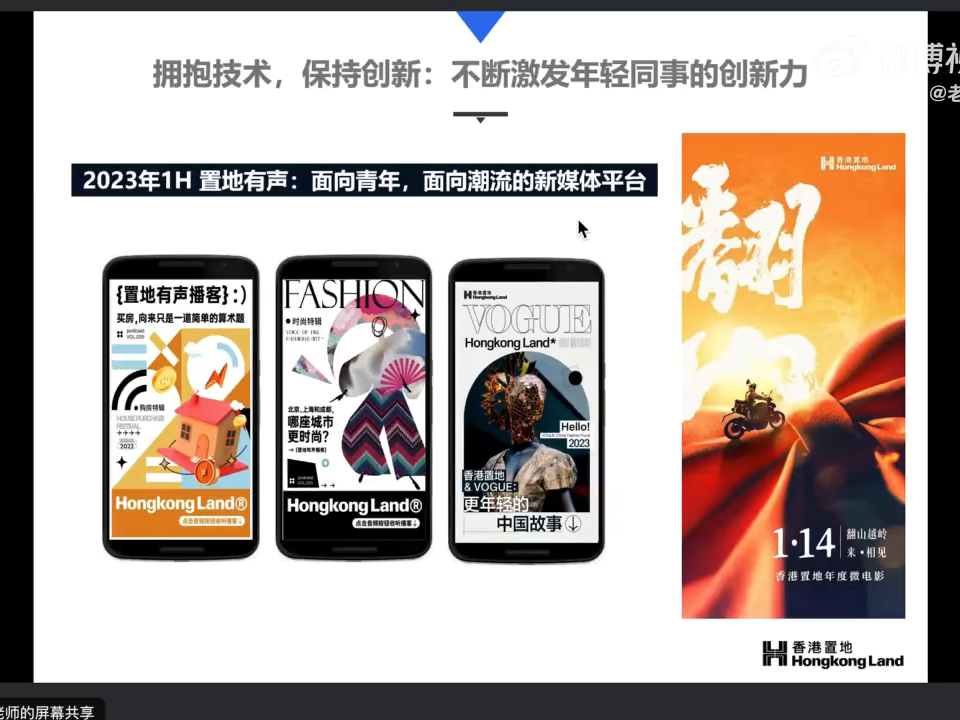 拥抱技术，保持创新：不断激发年轻同事的创新力
微博视
@老
2023年1H 置地有声：面向青年，面向潮流的新媒体平台
{置地有声播客}:)
买房,向来只是一道简单的算术题
podcast
VOL.005
购房特辑
HOUSE PURCHASE
FESTIVAL
2023
Hongkong Land®
点击音频按钮收听播客↓
FASHION
时尚特辑
北京、上海和成都,
哪座城市
更时尚?
→ {置地有声播客}
podcast
Hongkong Land®
点击音频按钮收听播客↓
香港置地
Hongkong Land
VOGUE
Hongkong Land*
Hello!
VOGUE China Fashion Fund
2023
香港置地
& VOGUE:
更年轻的
中国故事
香港置地
Hongkong Land
翻
1·14
翻山越岭
来·相见
香港置地年度微电影
香港置地
Hongkong Land
老师的屏幕共享